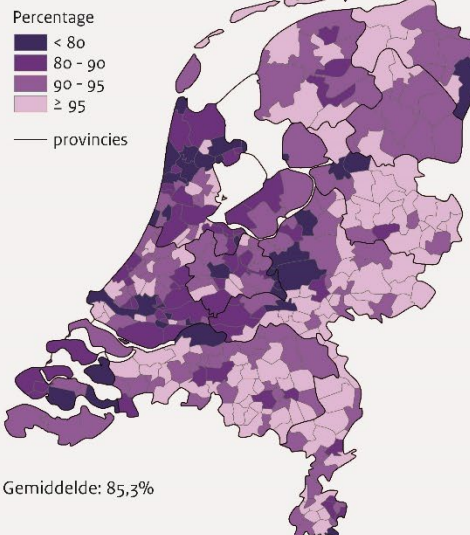 Percentage
< 80
80 - 90
90 - 95
≥ 95
provincies
Gemiddelde: 85,3%